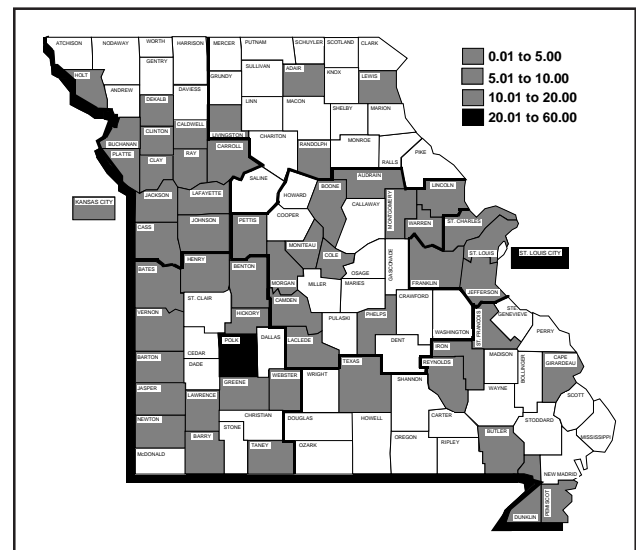 0.01 to 5.00
5.01 to 10.00
10.01 to 20.00
20.01 to 60.00
ATCHISON
NODAWAY
WORTH
HARRISON
MERCER
PUTNAM
SCHUYLER
SCOTLAND
CLARK
GENTRY
SULLIVAN
ADAIR
KNOX
LEWIS
HOLT
GRUNDY
ANDREW
DEKALB
DAVIESS
LINN
MACON
SHELBY
MARION
BUCHANAN
CLINTON
CALDWELL
LIVINGSTON
CHARITON
RANDOLPH
MONROE
RALLS
PIKE
PLATTE
CLAY
RAY
CARROLL
SALINE
HOWARD
BOONE
AUDRAIN
KANSAS CITY
JACKSON
LAFAYETTE
COOPER
CALLAWAY
MONTGOMERY
LINCOLN
WARREN
ST. CHARLES
CASS
JOHNSON
PETTIS
MONITEAU
COLE
OSAGE
GASCONADE
FRANKLIN
ST. LOUIS
ST. LOUIS CITY
BATES
HENRY
BENTON
MORGAN
MILLER
MARIES
JEFFERSON
ST. CLAIR
HICKORY
CAMDEN
PULASKI
PHELPS
CRAWFORD
WASHINGTON
ST. FRANCOIS
STE.
GENEVIEVE
PERRY
VERNON
CEDAR
POLK
DALLAS
LACLEDE
DENT
IRON
MADISON
BOLLINGER
CAPE
GIRARDEAU
BARTON
DADE
GREENE
WEBSTER
WRIGHT
TEXAS
SHANNON
REYNOLDS
WAYNE
SCOTT
JASPER
LAWRENCE
CHRISTIAN
DOUGLAS
HOWELL
CARTER
STODDARD
MISSISSIPPI
NEWTON
BARRY
STONE
TANEY
OZARK
OREGON
RIPLEY
BUTLER
McDONALD
NEW MADRID
DUNKLIN
PEMISCOT